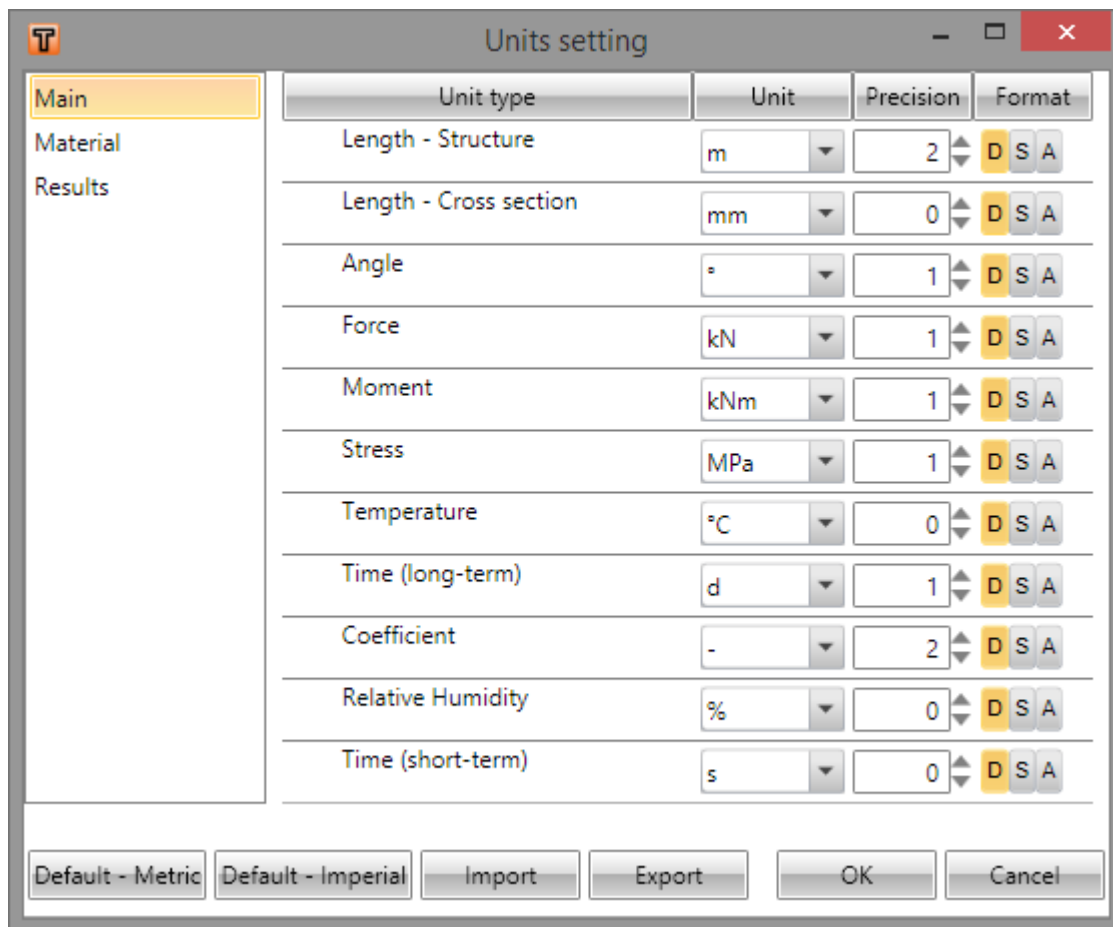 T Units setting
Main
Material
Results
Unit type Unit Precision Format
Length - Structure m 2 D S A
Length - Cross section mm 0 D S A
Angle ° 1 D S A
Force kN 1 D S A
Moment kNm 1 D S A
Stress MPa 1 D S A
Temperature °C 0 D S A
Time (long-term) d 1 D S A
Coefficient - 2 D S A
Relative Humidity % 0 D S A
Time (short-term) s 0 D S A
Default - Metric Default - Imperial Import Export OK Cancel